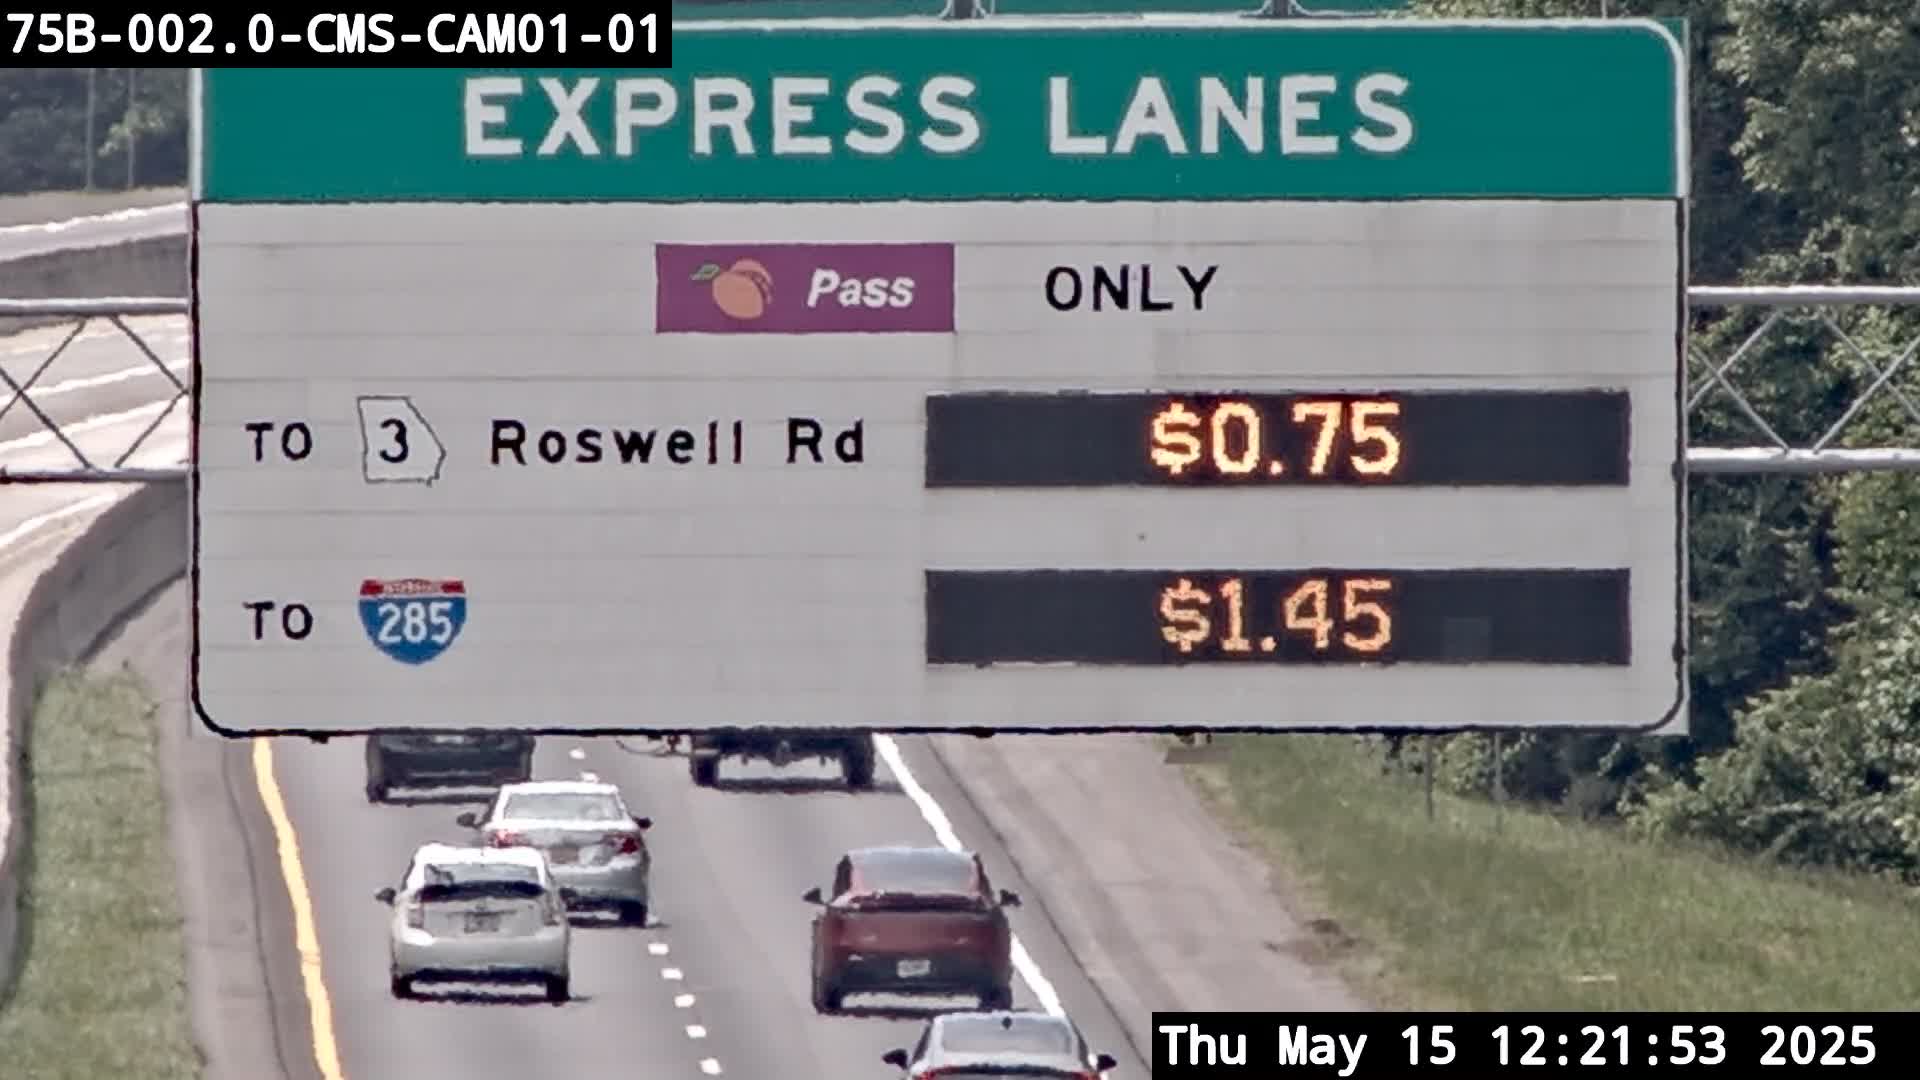 75B-002.0-CMS-CAM01-01
EXPRESS LANES
Pass ONLY
TO 3 Roswell Rd $0.75
TO 285 $1.45
Thu May 15 12:21:53 2025